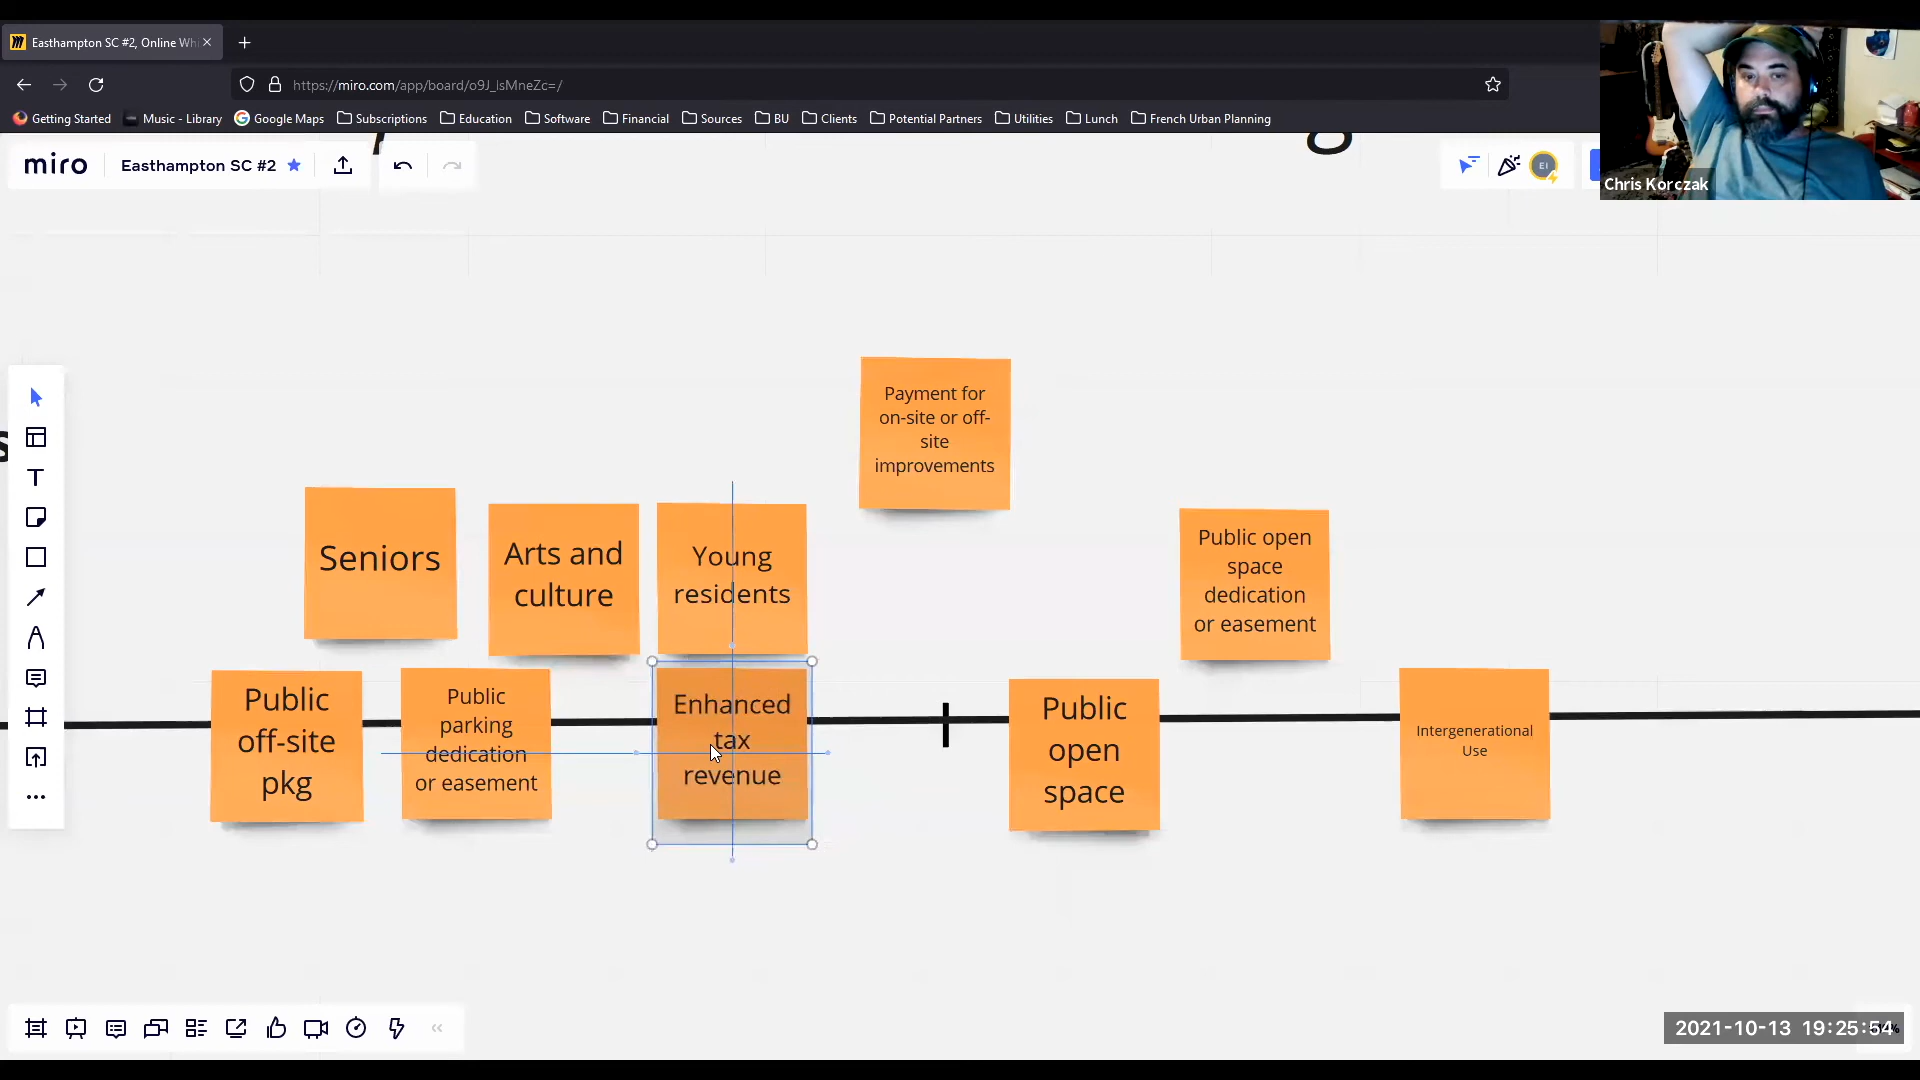 Easthampton SC #2, Online Wh
https://miro.com/app/board/o9J_lsMneZc=/
Getting Started
Music - Library
Google Maps
Subscriptions
Education
Software
Financial
Sources
BU
Clients
Potential Partners
Utilities
Lunch
French Urban Planning
miro
Easthampton SC #2
EI
Chris Korczak
Payment for
on-site or off-
site
improvements
Seniors
Arts and
culture
Young
residents
Public open
space
dedication
or easement
Public
off-site
pkg
Public
parking
dedication
or easement
Enhanced
tax
revenue
Public
open
space
Intergenerational
Use
2021-10-13 19:25:54